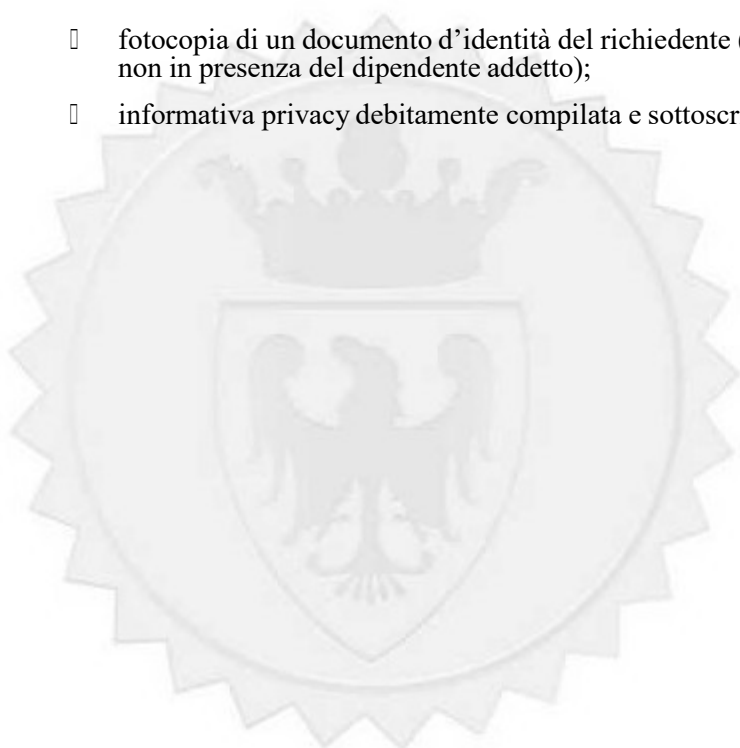 ▯ fotocopia di un documento d’identità del richiedente (
non in presenza del dipendente addetto);
▯ informativa privacy debitamente compilata e sottoscr